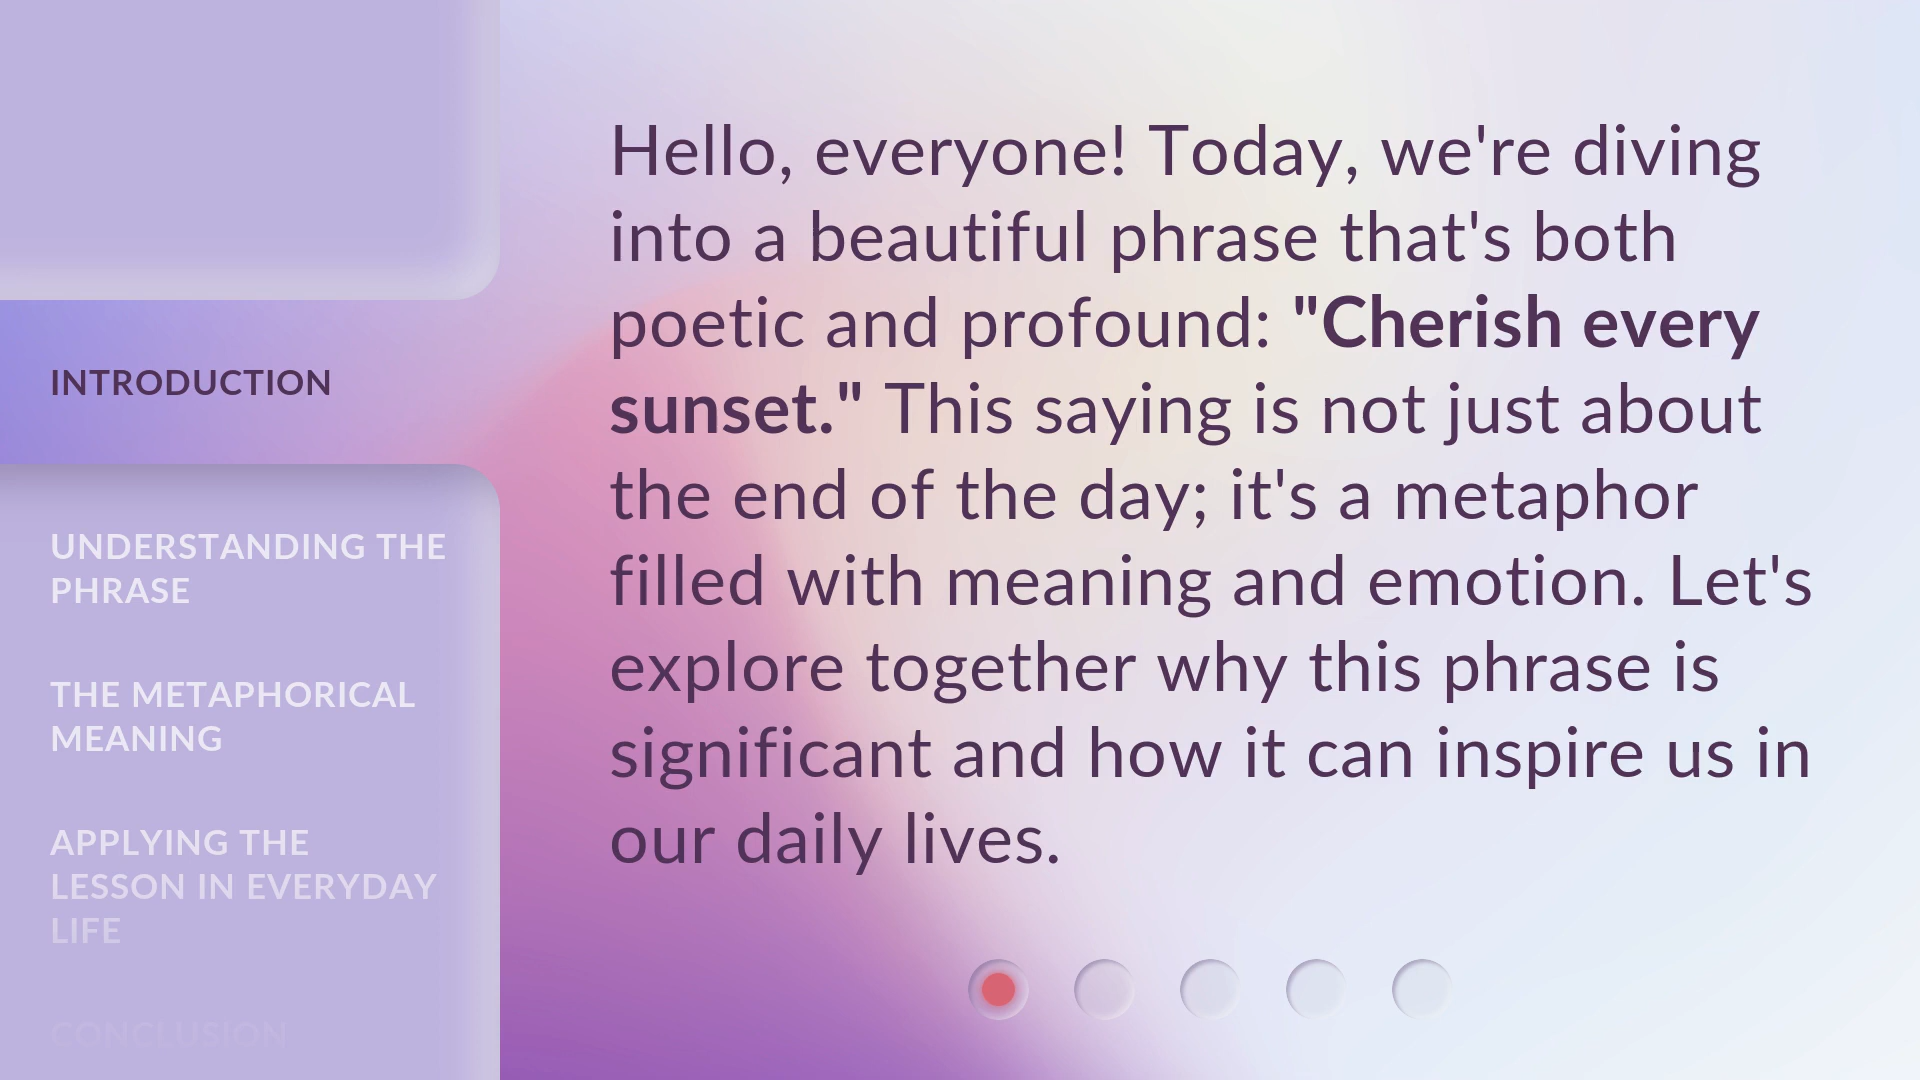 INTRODUCTION
UNDERSTANDING THE
PHRASE
THE METAPHORICAL
MEANING
APPLYING THE
LESSON IN EVERYDAY
LIFE
CONCLUSION
Hello, everyone! Today, we're diving
into a beautiful phrase that's both
poetic and profound: "Cherish every
sunset." This saying is not just about
the end of the day; it's a metaphor
filled with meaning and emotion. Let's
explore together why this phrase is
significant and how it can inspire us in
our daily lives.